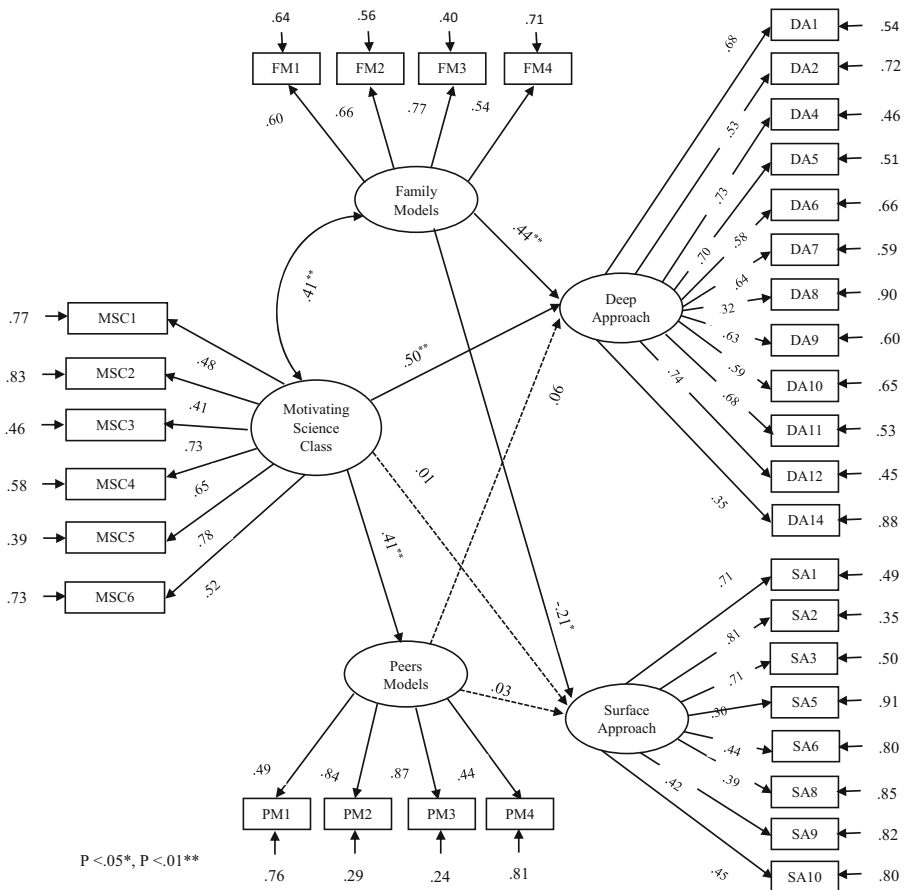 .64 .56 .40 .71
FM1 FM2 FM3 FM4
.60 .66 .77 .54
Family
Models
.44**
.41**
DA1 .54
DA2 .72
DA4 .46
DA5 .51
DA6 .66
DA7 .59
DA8 .90
DA9 .60
DA10 .65
DA11 .53
DA12 .45
DA14 .88
.68
.53
.73
.70
.58
.64
.32
.63
.59
.68
.74
.35
Deep
Approach
.77 MSC1
.83 MSC2
.46 MSC3
.58 MSC4
.39 MSC5
.73 MSC6
.48
.41
.73
.65
.78
.52
Motivating
Science
Class
.50**
.06
.01
.41**
-.21*
Peers
Models
.03
.49 .84 .87 .44
PM1 PM2 PM3 PM4
.76 .29 .24 .81
Surface
Approach
.71
.81
.71
.30
.44
.39
.42
.45
SA1 .49
SA2 .35
SA3 .50
SA5 .91
SA6 .80
SA8 .85
SA9 .82
SA10 .80
P <.05*, P <.01**